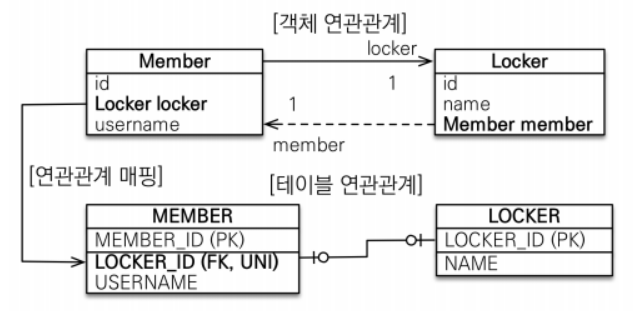 [객체 연관관계]
locker
Member
Locker
id
Locker locker
username
1
1
id
name
Member member
member
[연관관계 매핑]
[테이블 연관관계]
MEMBER
MEMBER_ID (PK)
LOCKER_ID (FK, UNI)
USERNAME
LOCKER
LOCKER_ID (PK)
NAME